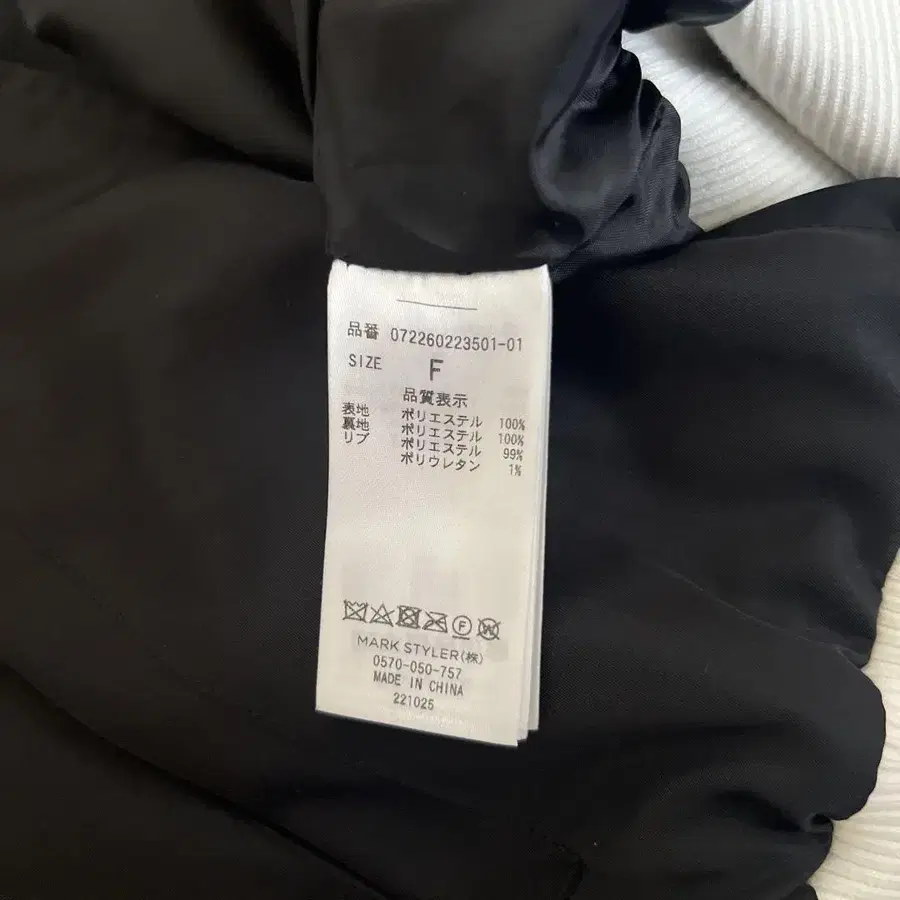 品番 072260223501-01
SIZE F
品質表示
表地 ポリエステル 100%
裏地 ポリエステル 100%
リブ ポリエステル 99%
ポリウレタン 1%
F W
MARK STYLER(株)
0570-050-757
MADE IN CHINA
221025